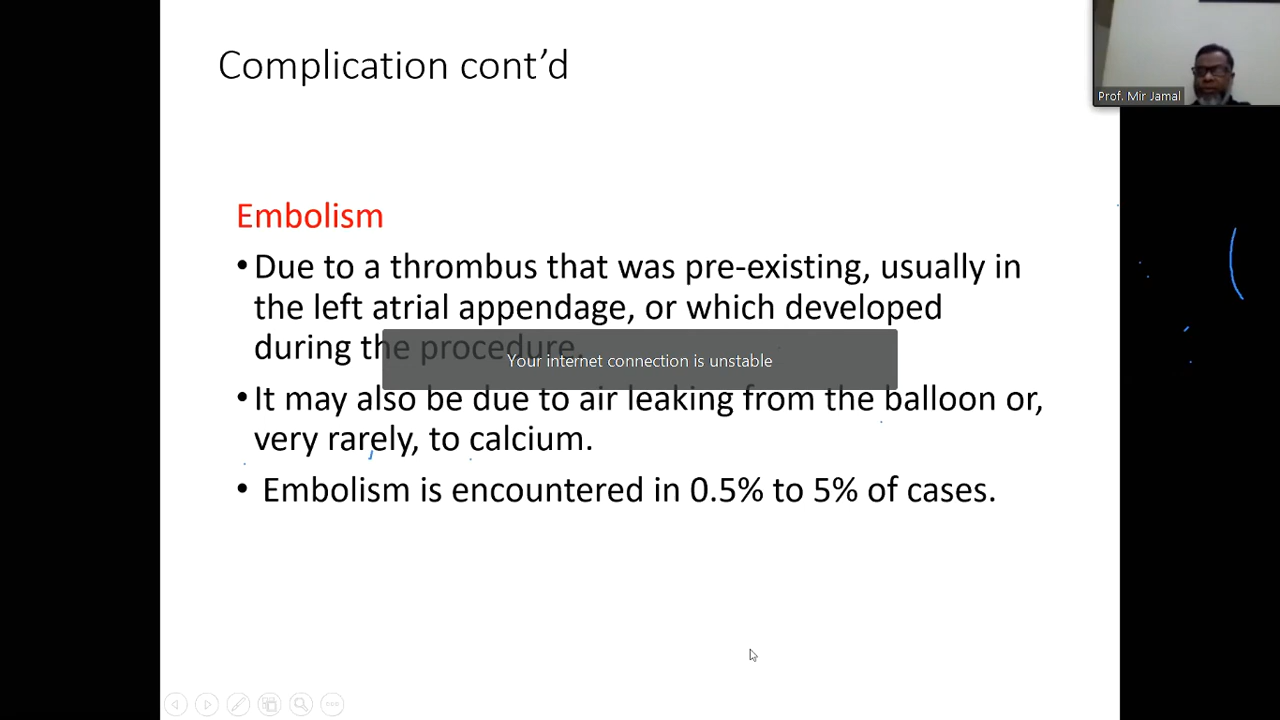 Complication cont’d
Prof. Mir Jamal
Embolism
•Due to a thrombus that was pre-existing, usually in
the left atrial appendage, or which developed
during the procedure.
Your internet connection is unstable
•It may also be due to air leaking from the balloon or,
very rarely, to calcium.
• Embolism is encountered in 0.5% to 5% of cases.